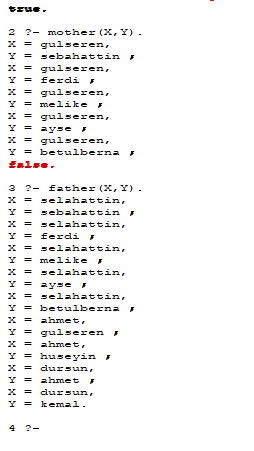 true.
2 ?- mother(X,Y).
X = gulseren,
Y = sebahattin ;
X = gulseren,
Y = ferdi ;
X = gulseren,
Y = melike ;
X = gulseren,
Y = ayse ;
X = gulseren,
Y = betulberna ;
false.
3 ?- father(X,Y).
X = selahattin,
Y = sebahattin ;
X = selahattin,
Y = ferdi ;
X = selahattin,
Y = melike ;
X = selahattin,
Y = ayse ;
X = selahattin,
Y = betulberna ;
X = ahmet,
Y = gulseren ;
X = ahmet,
Y = huseyin ;
X = dursun,
Y = ahmet ;
X = dursun,
Y = kemal.
4 ?-